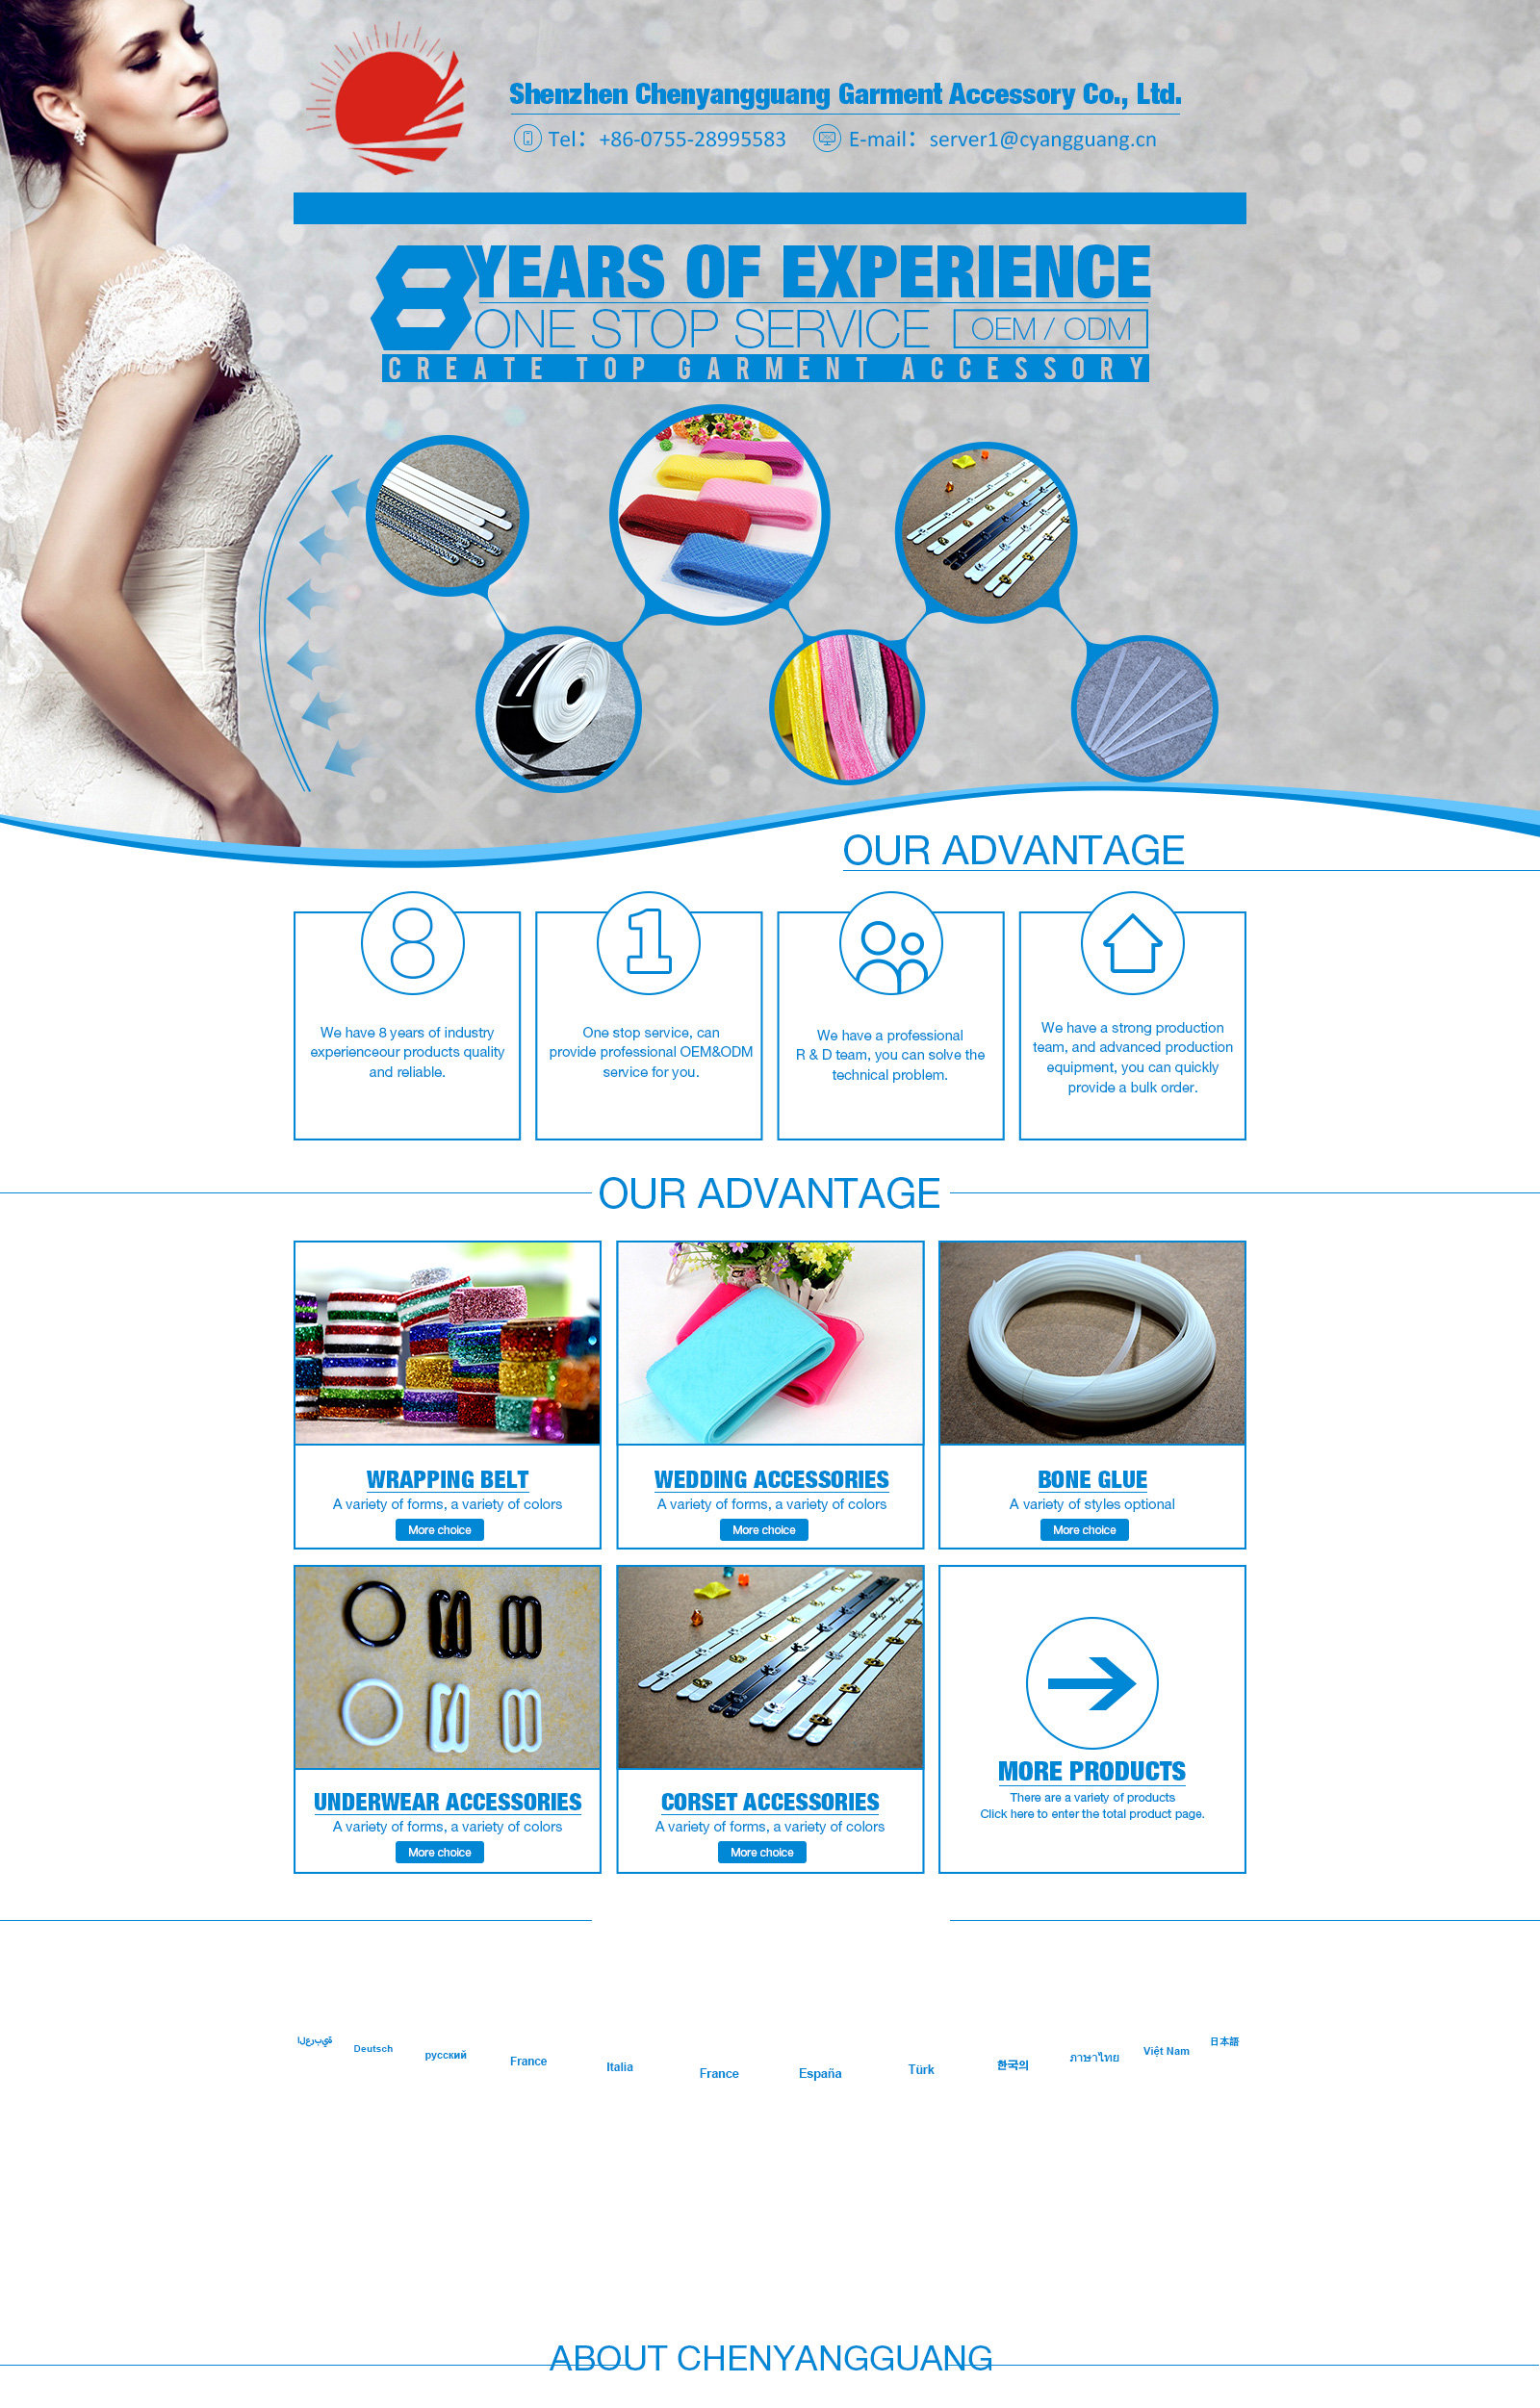 Shenzhen Chenyangguang Garment Accessory Co., Ltd.
Tel：+86-0755-28995583 E-mail：server1@cyangguang.cn
8 YEARS OF EXPERIENCE
ONE STOP SERVICE OEM / ODM
CREATE TOP GARMENT ACCESSORY
OUR ADVANTAGE
8
We have 8 years of industry
experienceour products quality
and reliable.
1
One stop service, can
provide professional OEM&ODM
service for you.
We have a professional
R & D team, you can solve the
technical problem.
We have a strong production
team, and advanced production
equipment, you can quickly
provide a bulk order.
OUR ADVANTAGE
WRAPPING BELT
A variety of forms, a variety of colors
More choice
WEDDING ACCESSORIES
A variety of forms, a variety of colors
More choice
BONE GLUE
A variety of styles optional
More choice
UNDERWEAR ACCESSORIES
A variety of forms, a variety of colors
More choice
CORSET ACCESSORIES
A variety of forms, a variety of colors
More choice
MORE PRODUCTS
There are a variety of products
Click here to enter the total product page.
العربية
Deutsch
русский
France
Italia
France
España
Türk
한국의
ภาษาไทย
Việt Nam
日本語
ABOUT CHENYANGGUANG